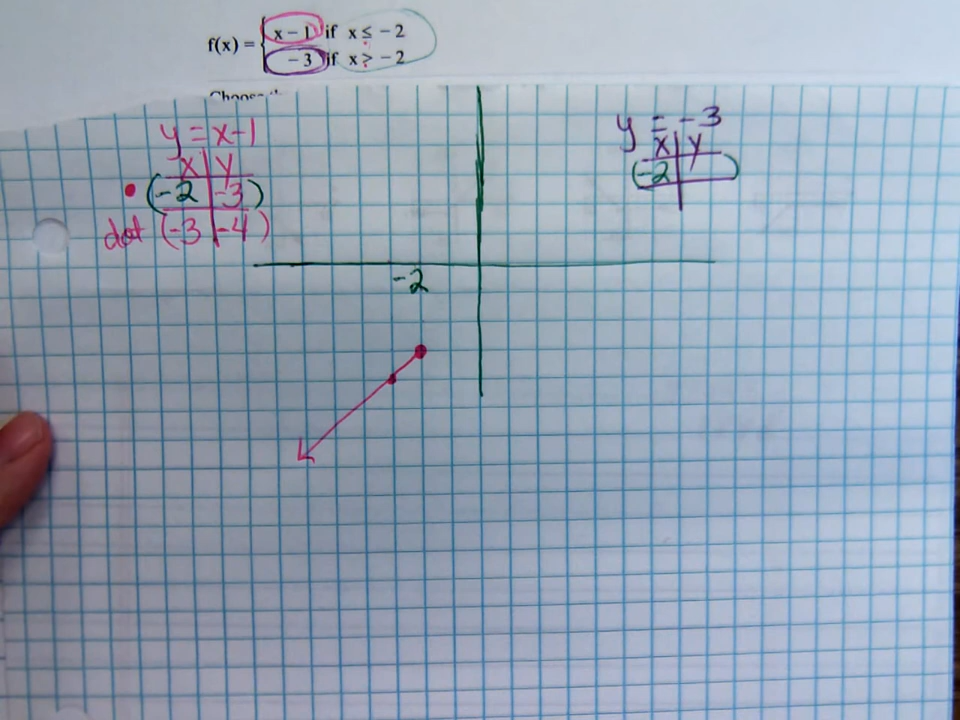 f(x) = { x − 1 if x ≤ − 2
− 3 if x > − 2
y = x-1
x y
(-2 -3)
dot (-3 -4)
y = -3
x y
(-2 )
-2